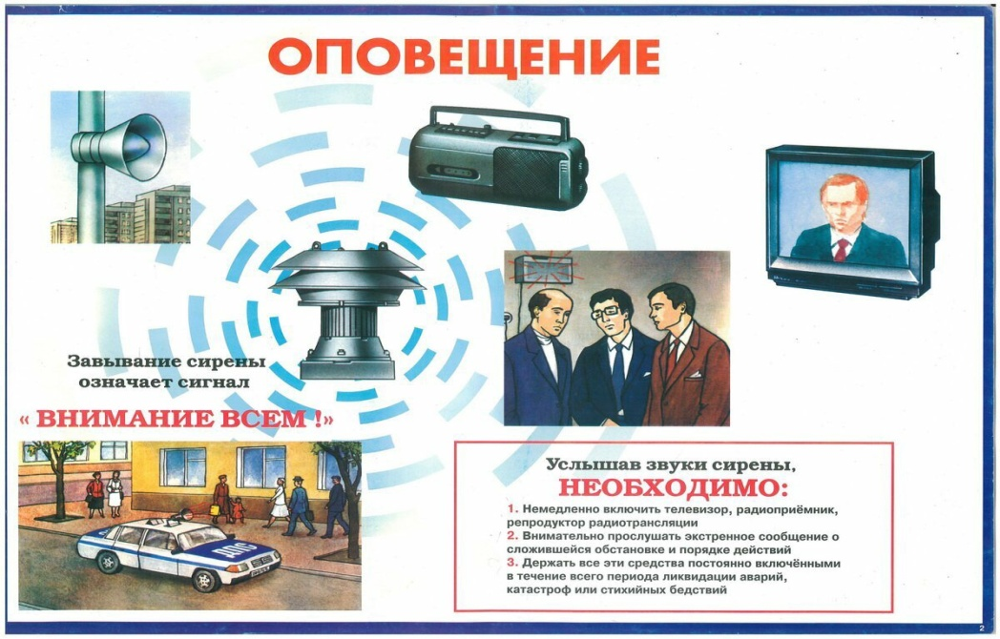 ОПОВЕЩЕНИЕ
Завывание сирены
означает сигнал
« ВНИМАНИЕ ВСЕМ !»
ДПС
Услышав звуки сирены,
НЕОБХОДИМО:
1. Немедленно включить телевизор, радиоприёмник,
репродуктор радиотрансляции
2. Внимательно прослушать экстренное сообщение о
сложившейся обстановке и порядке действий
3. Держать все эти средства постоянно включёнными
в течение всего периода ликвидации аварий,
катастроф или стихийных бедствий
2